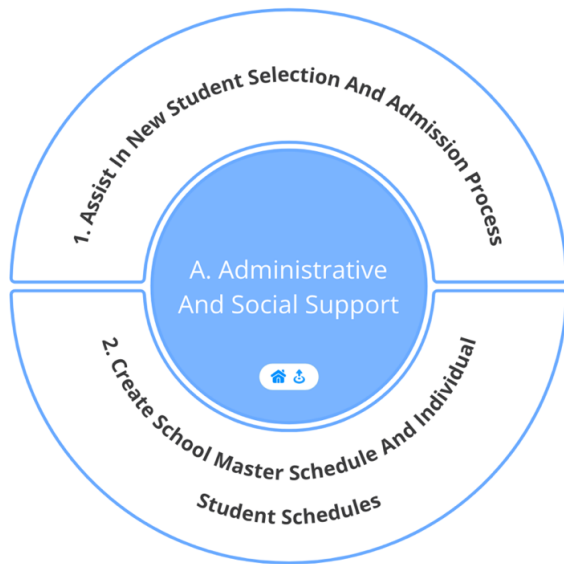 1. Assist In New Student Selection And Admission Process
A. Administrative
And Social Support
2. Create School Master Schedule And Individual
Student Schedules